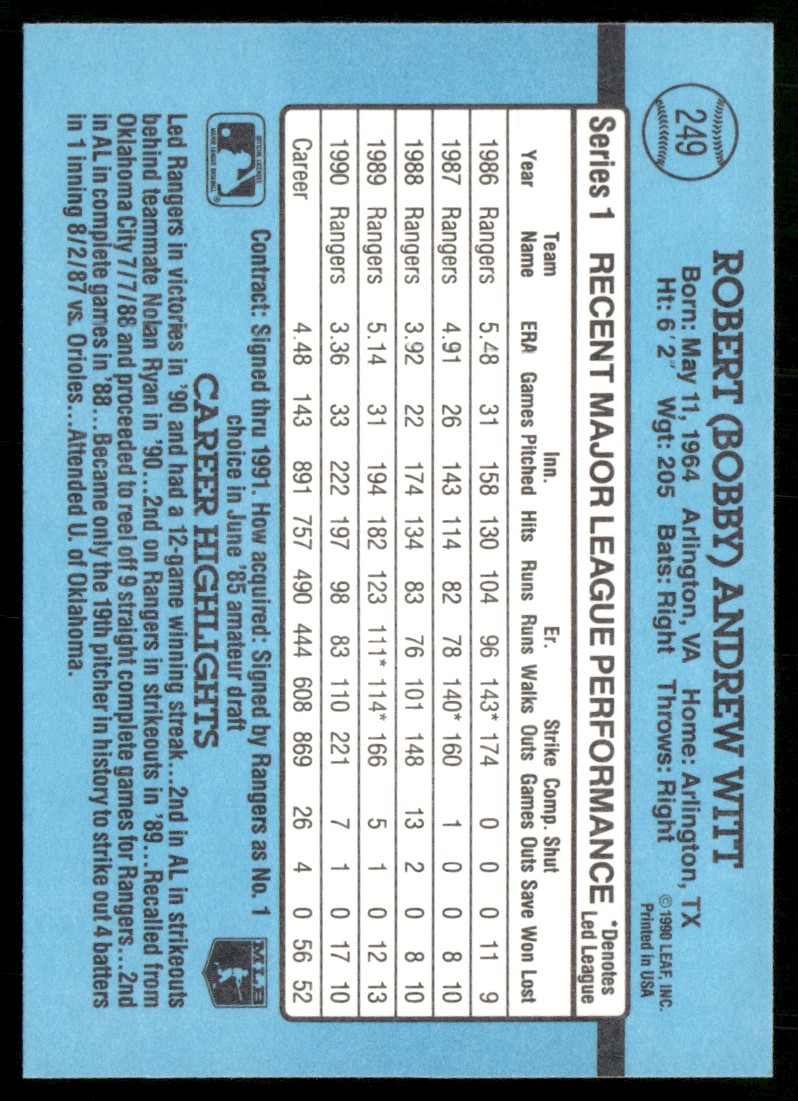 249
ROBERT (BOBBY) ANDREW WITT
Born: May 11, 1964 Arlington, VA Home: Arlington, TX
Ht: 6'2" Wgt: 205 Bats: Right Throws: Right
©1990 LEAF, INC.
Printed in USA
Series 1 RECENT MAJOR LEAGUE PERFORMANCE *Denotes
Led League
Team Inn. Er. Strike Comp. Shut
Year Name ERA Games Pitched Hits Runs Runs Walks Outs Games Outs Save Won Lost
1986 Rangers 5.48 31 158 130 104 96 143* 174 0 0 0 11 9
1987 Rangers 4.91 26 143 114 82 78 140* 160 1 0 0 8 10
1988 Rangers 3.92 22 174 134 83 76 101 148 13 2 0 8 10
1989 Rangers 5.14 31 194 182 123 111* 114* 166 5 1 0 12 13
1990 Rangers 3.36 33 222 197 98 83 110 221 7 1 0 17 10
Career 4.48 143 891 757 490 444 608 869 26 4 0 56 52
OFFICIAL LICENSEE
MAJOR LEAGUE BASEBALL
Contract: Signed thru 1991. How acquired: Signed by Rangers as No. 1
choice in June '85 amateur draft
MLB
CAREER HIGHLIGHTS
Led Rangers in victories in '90 and had a 12-game winning streak...2nd in AL in strikeouts
behind teammate Nolan Ryan in '90...2nd on Rangers in strikeouts in '89...Recalled from
Oklahoma City 7/7/88 and proceeded to reel off 9 straight complete games for Rangers...2nd
in AL in complete games in '88...Became only the 19th pitcher in history to strike out 4 batters
in 1 inning 8/2/87 vs. Orioles...Attended U. of Oklahoma.